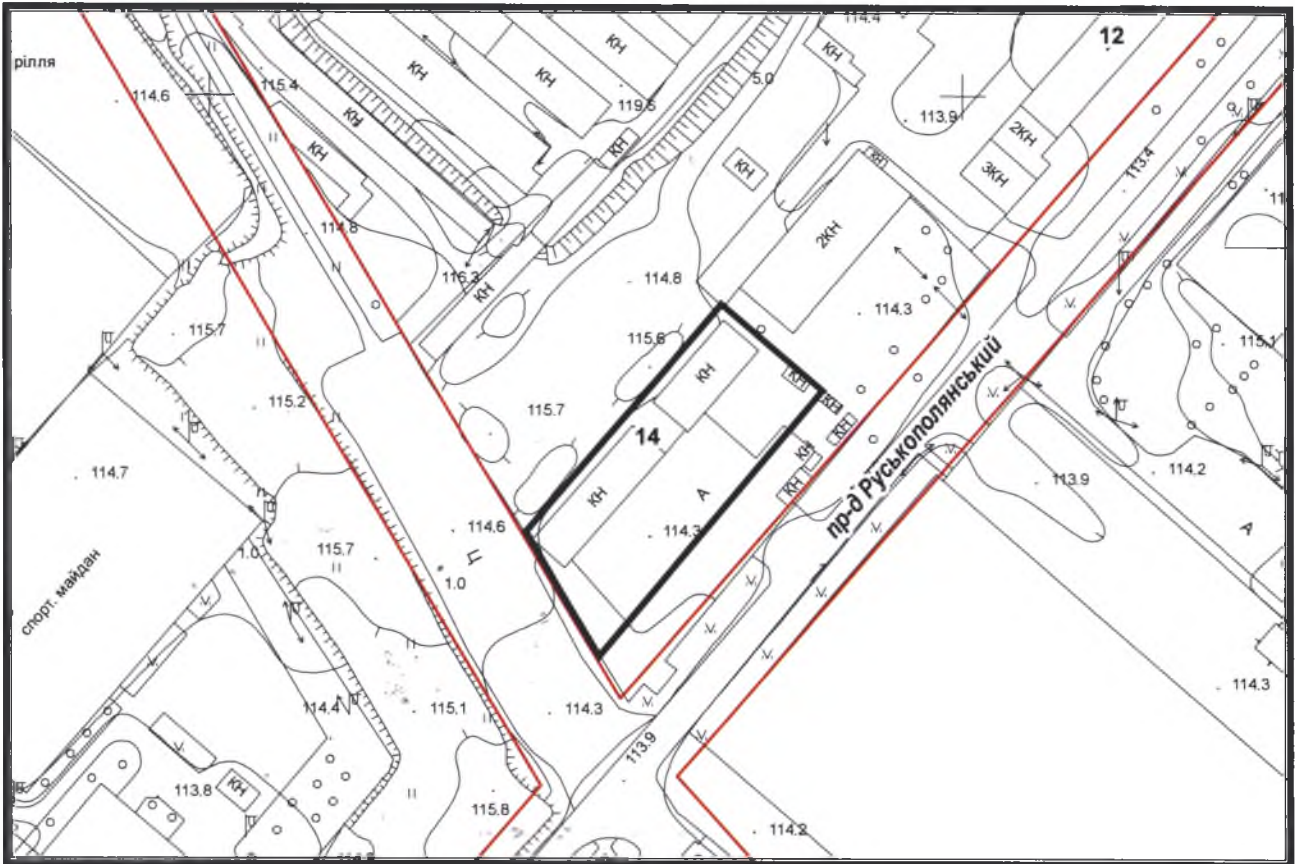 114.4
12
рілля
КН
КН
КН
5.0
115.4
КН
114.6
КН
119.6
113.9
2КН
КН
КН
КН
КН
3КН
113.4
КН
114.8
2КН
116.3
КН
114.8
114.3
115.7
115.6
115.1
КН
КН
115.2
115.7
КН
КН
14
пр-д Руськополянський
КН
114.7
КН
КН
А
114.2
113.9
114.6
114.3
А
Ц
115.7
1.0
1.0
спорт. майдан
114.3
114.4
115.1
114.3
113.9
113.8
КН
115.8
114.2